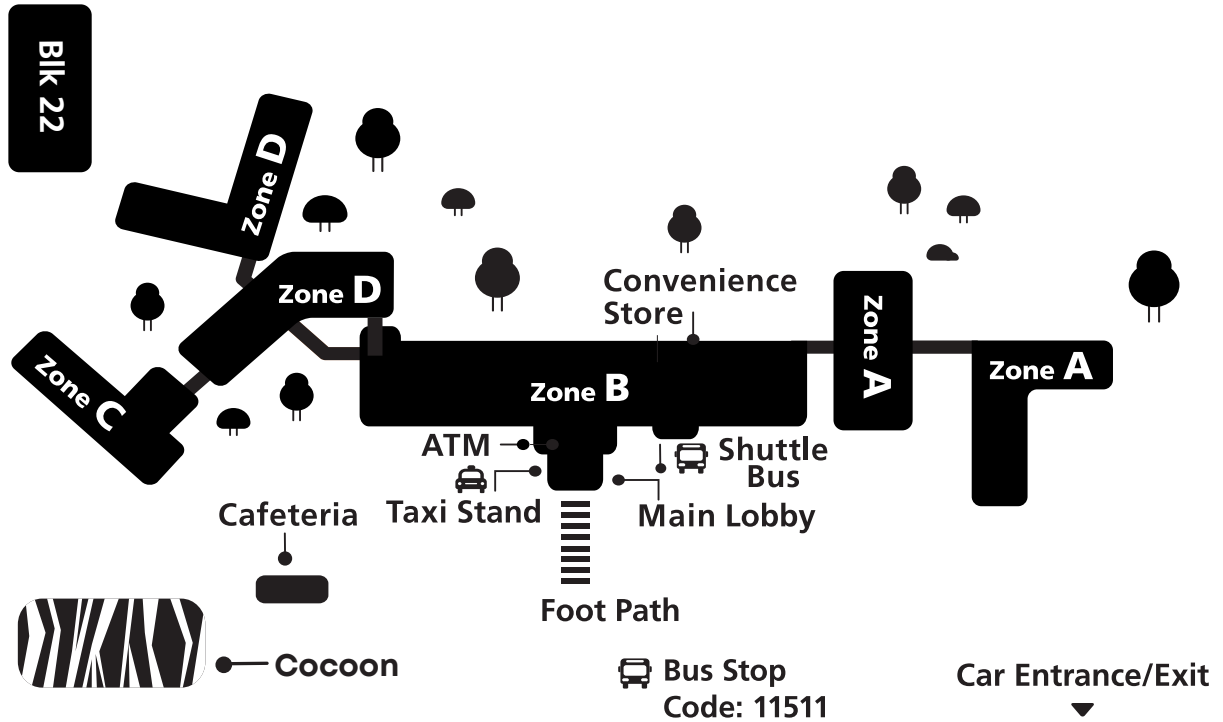 Blk 22
Zone D
Zone D
Convenience
Store
Zone A
Zone A
Zone C
Zone B
ATM
Shuttle
Bus
Taxi Stand
Main Lobby
Cafeteria
Foot Path
Cocoon
Bus Stop
Code: 11511
Car Entrance/Exit